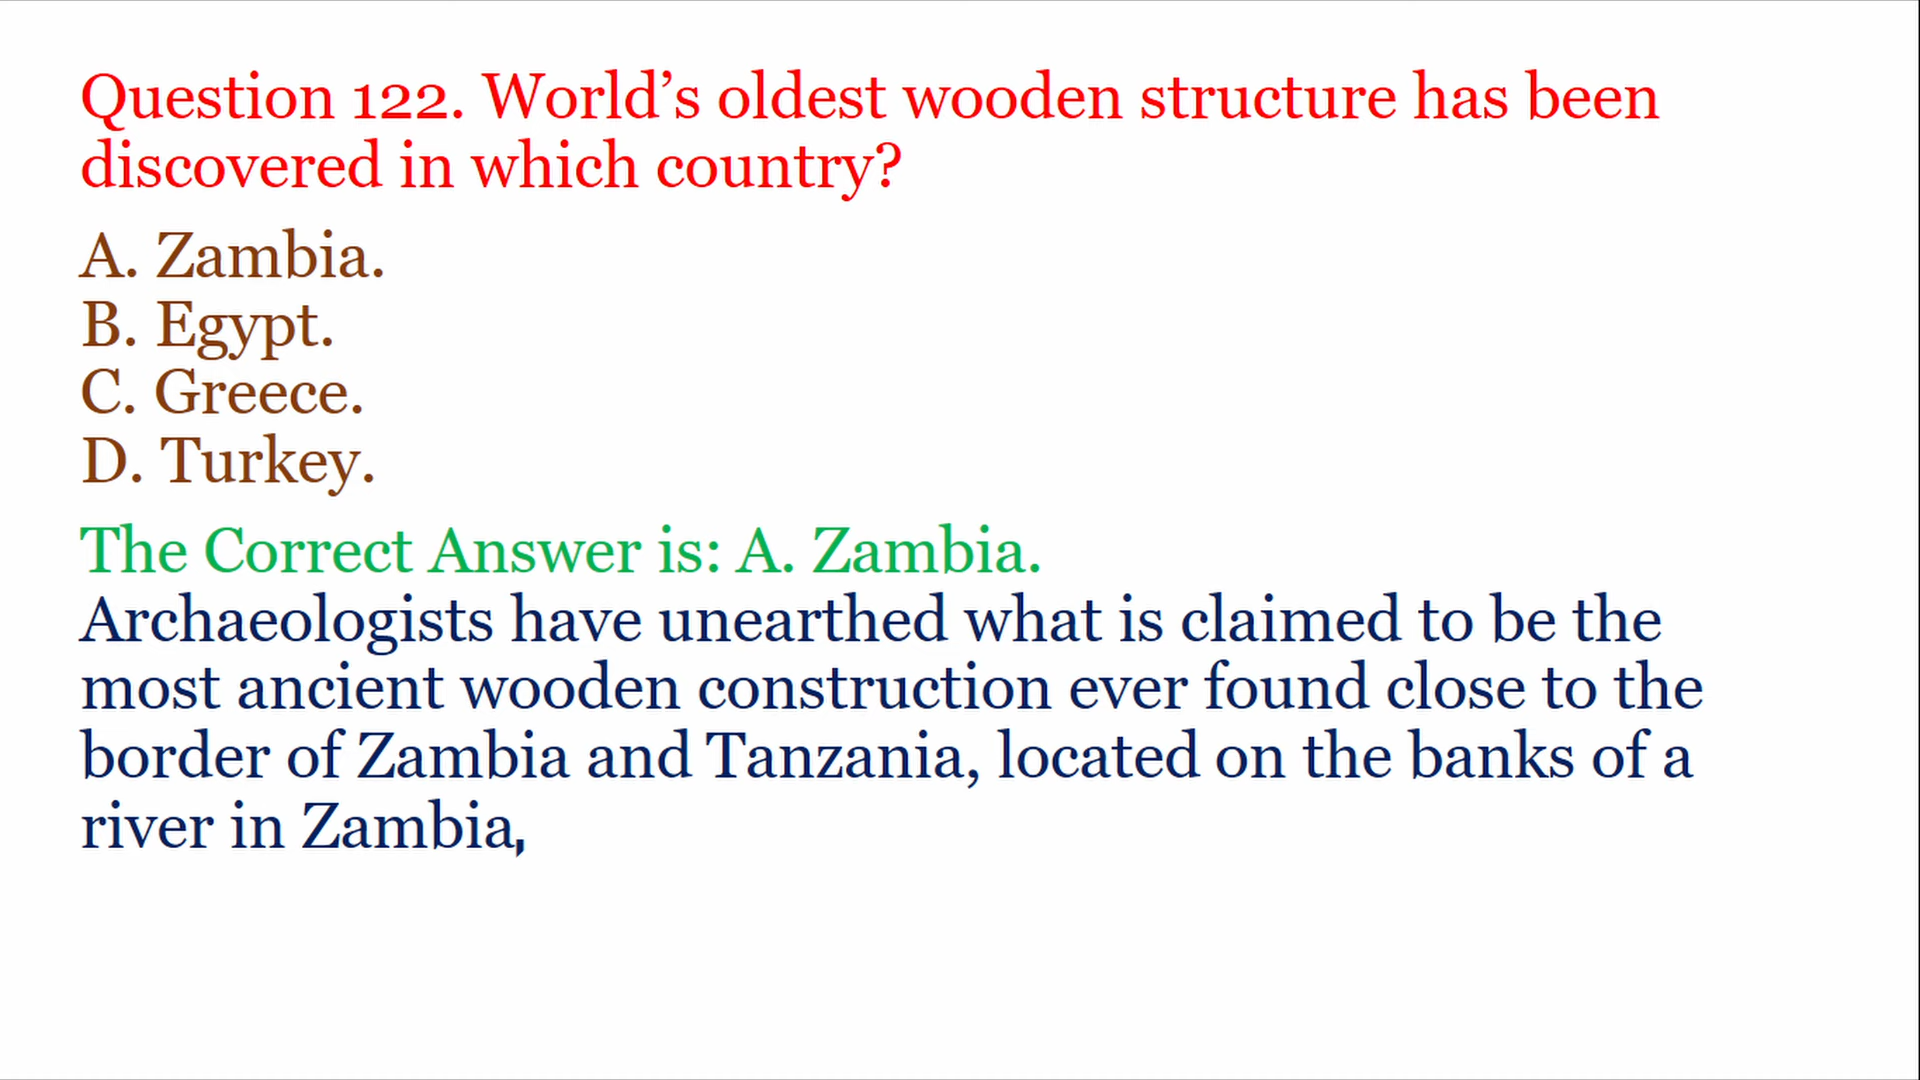 Question 122. World’s oldest wooden structure has been
discovered in which country?
A. Zambia.
B. Egypt.
C. Greece.
D. Turkey.
The Correct Answer is: A. Zambia.
Archaeologists have unearthed what is claimed to be the
most ancient wooden construction ever found close to the
border of Zambia and Tanzania, located on the banks of a
river in Zambia,